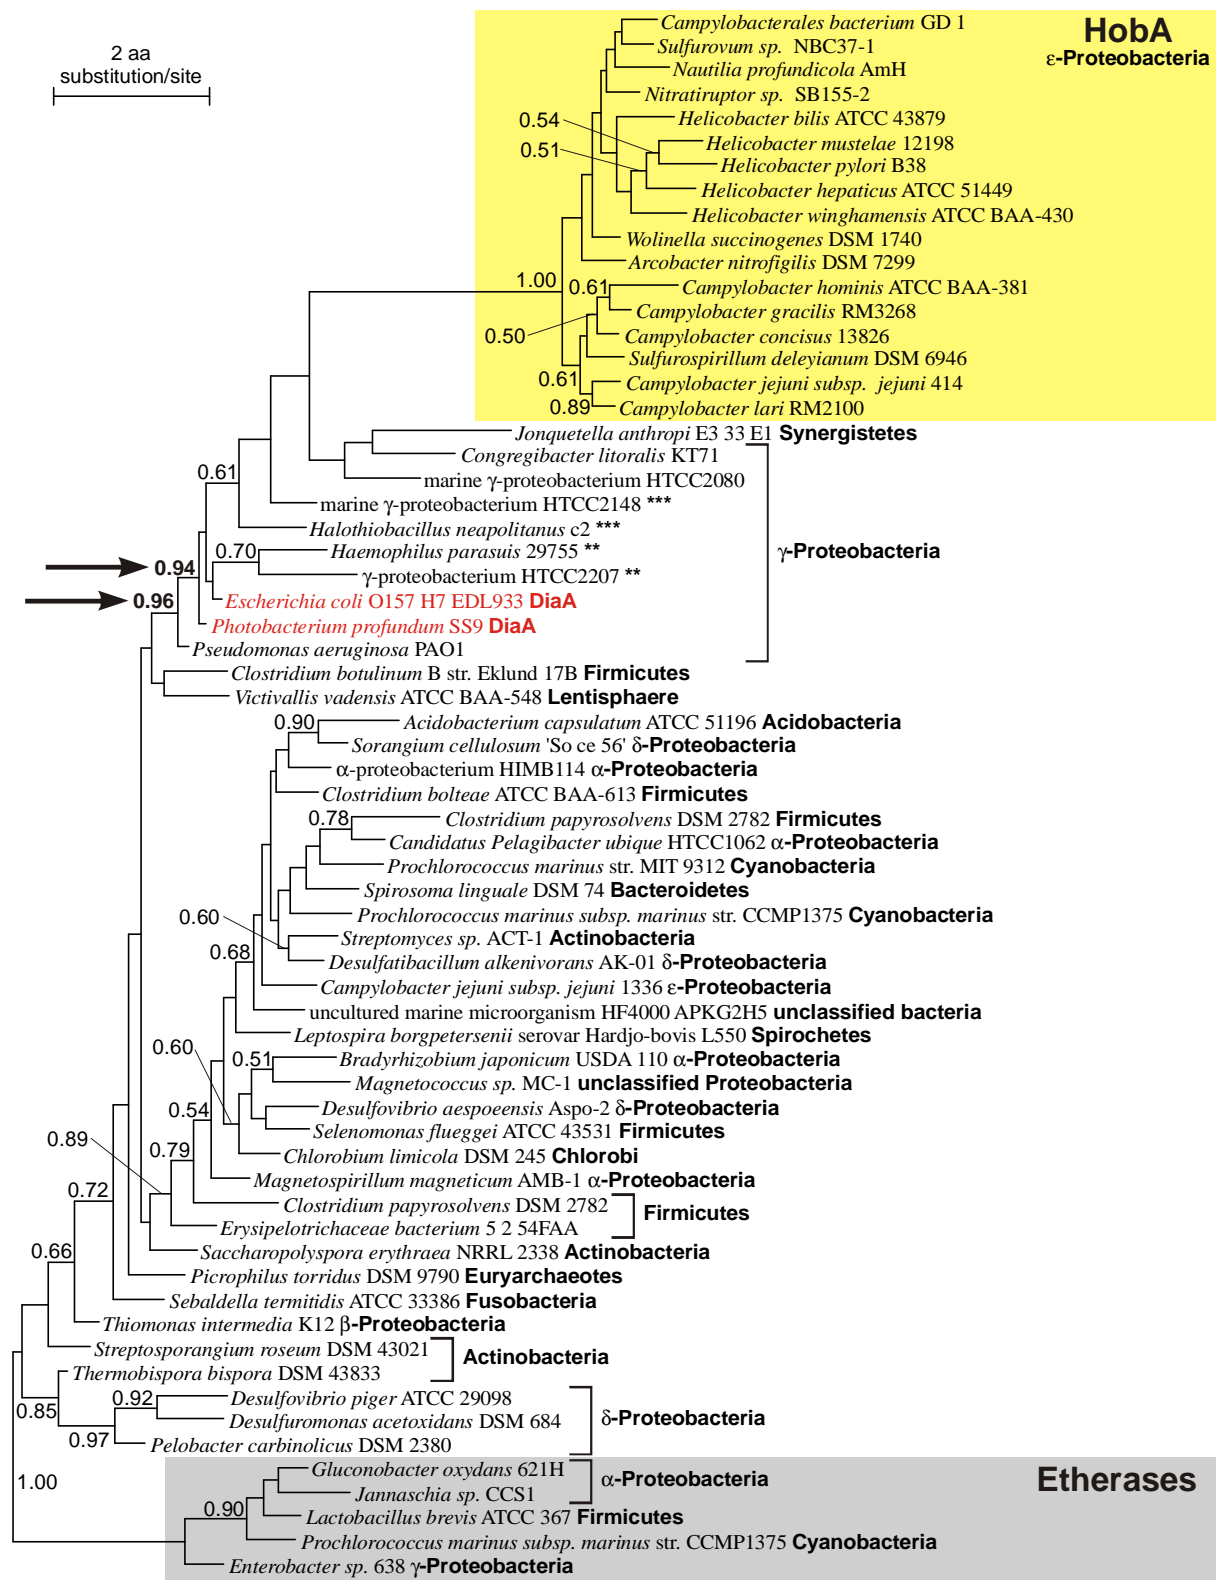 Campylobacterales bacterium GD 1
HobA
2 aa
substitution/site
Sulfurovum sp. NBC37-1
ε-Proteobacteria
Nautilia profundicola AmH
Nitratiruptor sp. SB155-2
Helicobacter bilis ATCC 43879
0.54
Helicobacter mustelae 12198
0.51
Helicobacter pylori B38
Helicobacter hepaticus ATCC 51449
Helicobacter winghamensis ATCC BAA-430
Wolinella succinogenes DSM 1740
Arcobacter nitrofigilis DSM 7299
1.00
0.61
Campylobacter hominis ATCC BAA-381
Campylobacter gracilis RM3268
0.50
Campylobacter concisus 13826
Sulfurospirillum deleyianum DSM 6946
0.61
Campylobacter jejuni subsp. jejuni 414
0.89
Campylobacter lari RM2100
Jonquetella anthropi E3 33 E1 Synergistetes
Congregibacter litoralis KT71
0.61
marine γ-proteobacterium HTCC2080
marine γ-proteobacterium HTCC2148 ***
Halothiobacillus neapolitanus c2 ***
γ-Proteobacteria
0.70
Haemophilus parasuis 29755 **
0.94
γ-proteobacterium HTCC2207 **
0.96
Escherichia coli O157 H7 EDL933 DiaA
Photobacterium profundum SS9 DiaA
Pseudomonas aeruginosa PAO1
Clostridium botulinum B str. Eklund 17B Firmicutes
Victivallis vadensis ATCC BAA-548 Lentisphaere
0.90
Acidobacterium capsulatum ATCC 51196 Acidobacteria
Sorangium cellulosum 'So ce 56' δ-Proteobacteria
α-proteobacterium HIMB114 α-Proteobacteria
Clostridium bolteae ATCC BAA-613 Firmicutes
0.78
Clostridium papyrosolvens DSM 2782 Firmicutes
Candidatus Pelagibacter ubique HTCC1062 α-Proteobacteria
Prochlorococcus marinus str. MIT 9312 Cyanobacteria
Spirosoma linguale DSM 74 Bacteroidetes
0.60
Prochlorococcus marinus subsp. marinus str. CCMP1375 Cyanobacteria
Streptomyces sp. ACT-1 Actinobacteria
0.68
Desulfatibacillum alkenivorans AK-01 δ-Proteobacteria
Campylobacter jejuni subsp. jejuni 1336 ε-Proteobacteria
uncultured marine microorganism HF4000 APKG2H5 unclassified bacteria
Leptospira borgpetersenii serovar Hardjo-bovis L550 Spirochetes
0.60
0.51
Bradyrhizobium japonicum USDA 110 α-Proteobacteria
Magnetococcus sp. MC-1 unclassified Proteobacteria
0.54
Desulfovibrio aespoeensis Aspo-2 δ-Proteobacteria
Selenomonas flueggei ATCC 43531 Firmicutes
0.89
0.79
Chlorobium limicola DSM 245 Chlorobi
Magnetospirillum magneticum AMB-1 α-Proteobacteria
0.72
Clostridium papyrosolvens DSM 2782
Firmicutes
Erysipelotrichaceae bacterium 5 2 54FAA
0.66
Saccharopolyspora erythraea NRRL 2338 Actinobacteria
Picrophilus torridus DSM 9790 Euryarchaeotes
Sebaldella termitidis ATCC 33386 Fusobacteria
Thiomonas intermedia K12 β-Proteobacteria
Streptosporangium roseum DSM 43021
Actinobacteria
Thermobispora bispora DSM 43833
0.92
Desulfovibrio piger ATCC 29098
0.85
Desulfuromonas acetoxidans DSM 684
δ-Proteobacteria
0.97
Pelobacter carbinolicus DSM 2380
Gluconobacter oxydans 621H
1.00
α-Proteobacteria
Etherases
Jannaschia sp. CCS1
0.90
Lactobacillus brevis ATCC 367 Firmicutes
Prochlorococcus marinus subsp. marinus str. CCMP1375 Cyanobacteria
Enterobacter sp. 638 γ-Proteobacteria